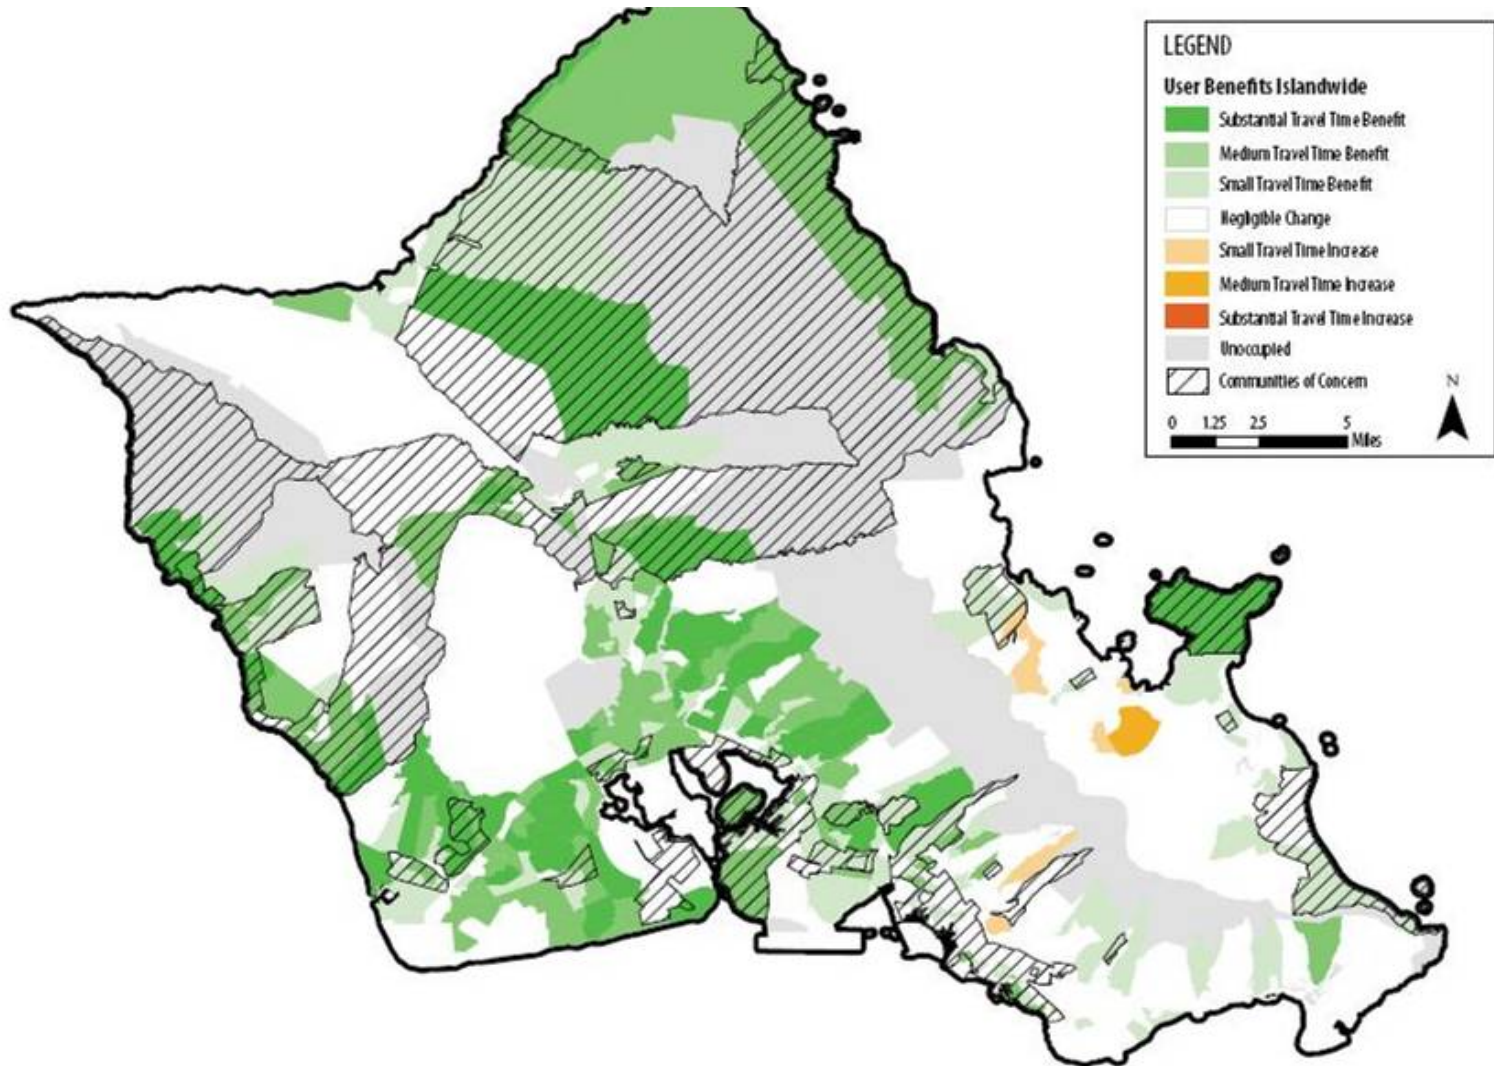 LEGEND
User Benefits Islandwide
Substantial Travel Time Benefit
Medium Travel Time Benefit
Small Travel Time Benefit
Negligible Change
Small Travel Time Increase
Medium Travel Time Increase
Substantial Travel Time Increase
Unoccupied
Communities of Concern
N
0 1.25 2.5 5
Miles